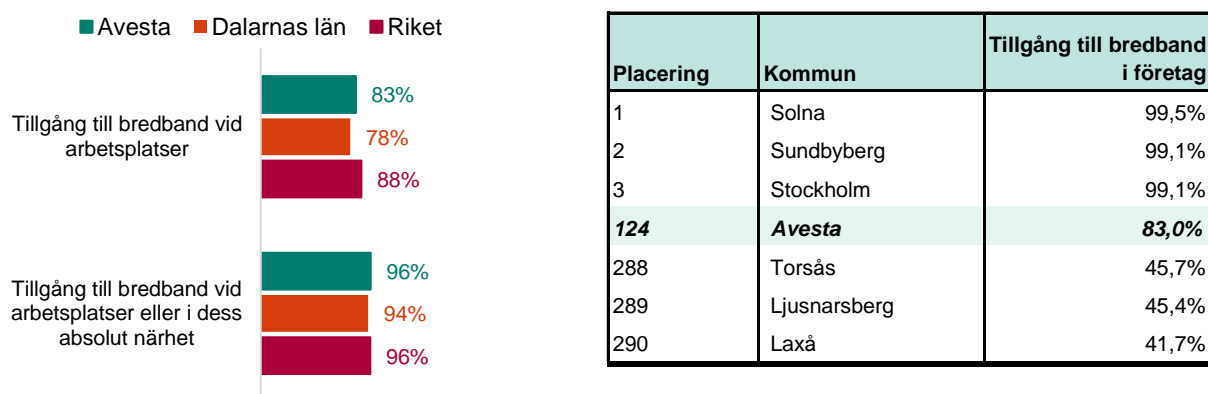 Avesta Dalarnas län Riket
Tillgång till bredband vid
arbetsplatser
83%
78%
88%
Tillgång till bredband vid
arbetsplatser eller i dess
absolut närhet
96%
94%
96%
Placering Kommun Tillgång till bredband
i företag
1 Solna 99,5%
2 Sundbyberg 99,1%
3 Stockholm 99,1%
124 Avesta 83,0%
288 Torsås 45,7%
289 Ljusnarsberg 45,4%
290 Laxå 41,7%